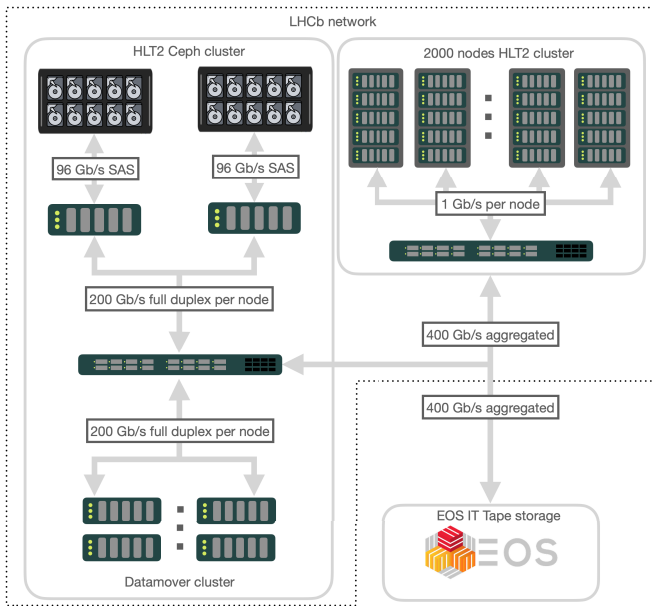 LHCb network
HLT2 Ceph cluster
2000 nodes HLT2 cluster
96 Gb/s SAS
96 Gb/s SAS
1 Gb/s per node
200 Gb/s full duplex per node
400 Gb/s aggregated
400 Gb/s aggregated
200 Gb/s full duplex per node
Datamover cluster
EOS IT Tape storage
EOS